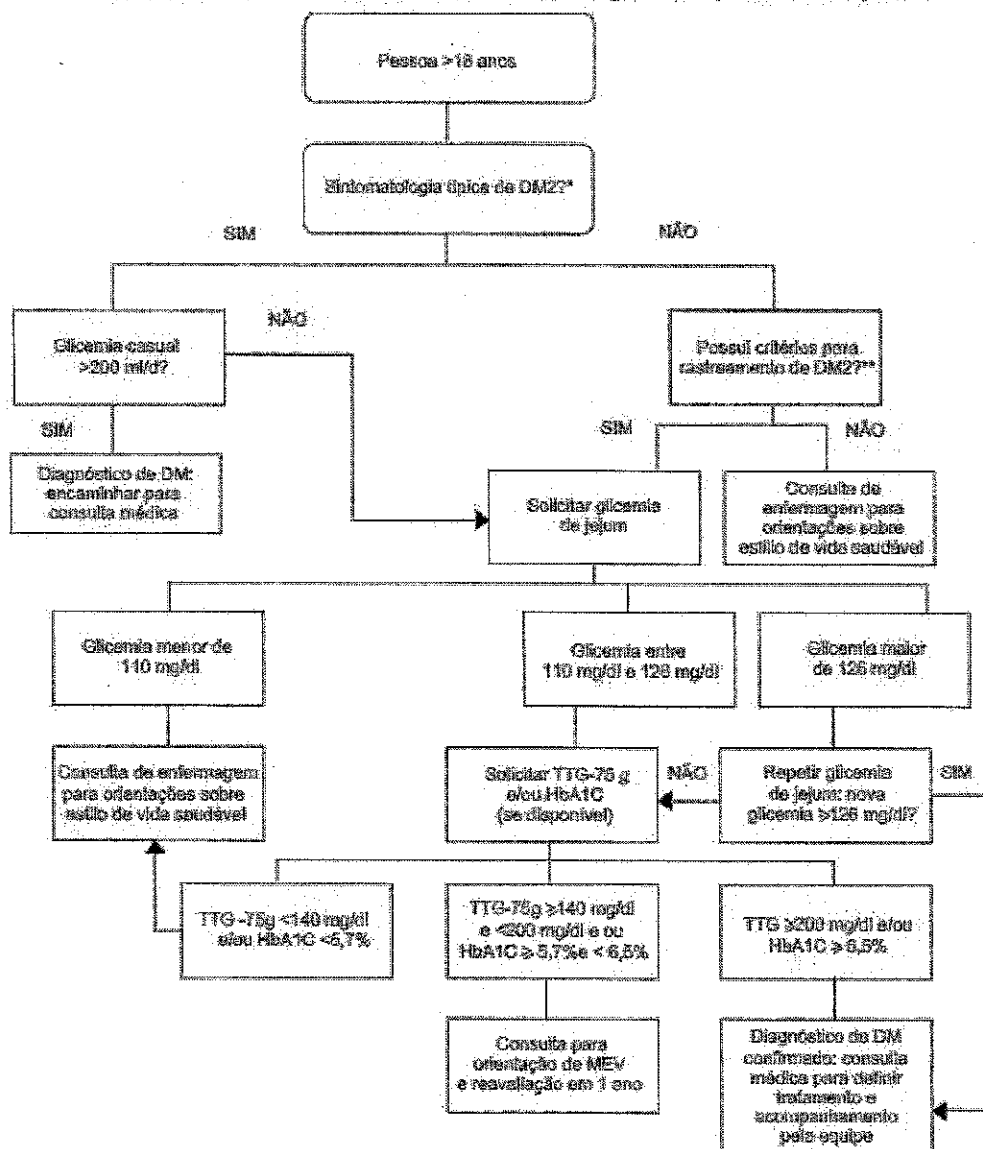 Pessoa >18 anos
Sintomatologia típica de DM2?*
SIM
NÃO
Glicemia casual
>200 ml/d?
NÃO
Possui critérios para
rastreamento de DM2?**
SIM
SIM
NÃO
Diagnóstico de DM:
encaminhar para
consulta médica
Solicitar glicemia
de jejum
Consulta de
enfermagem para
orientações sobre
estilo de vida saudável
Glicemia menor de
110 mg/dl
Glicemia entre
110 mg/dl e 126 mg/dl
Glicemia maior
de 126 mg/dl
Consulta de enfermagem
para orientações sobre
estilo de vida saudável
Solicitar TTG-75 g
e/ou HbA1C
(se disponível)
NÃO
Repetir glicemia
de jejum: nova
glicemia >126 mg/dl?
SIM
TTG -75g <140 mg/dl
e/ou HbA1C <5,7%
TTG-75g ≥140 mg/dl
e <200 mg/dl e ou
HbA1C ≥ 5,7%e < 6,5%
TTG ≥200 mg/dl e/ou
HbA1C ≥ 6,5%
Consulta para
orientação de MEV
e reavaliação em 1 ano
Diagnóstico de DM
confirmado: consulta
médica para definir
tratamento e
acompanhamento
pela equipe